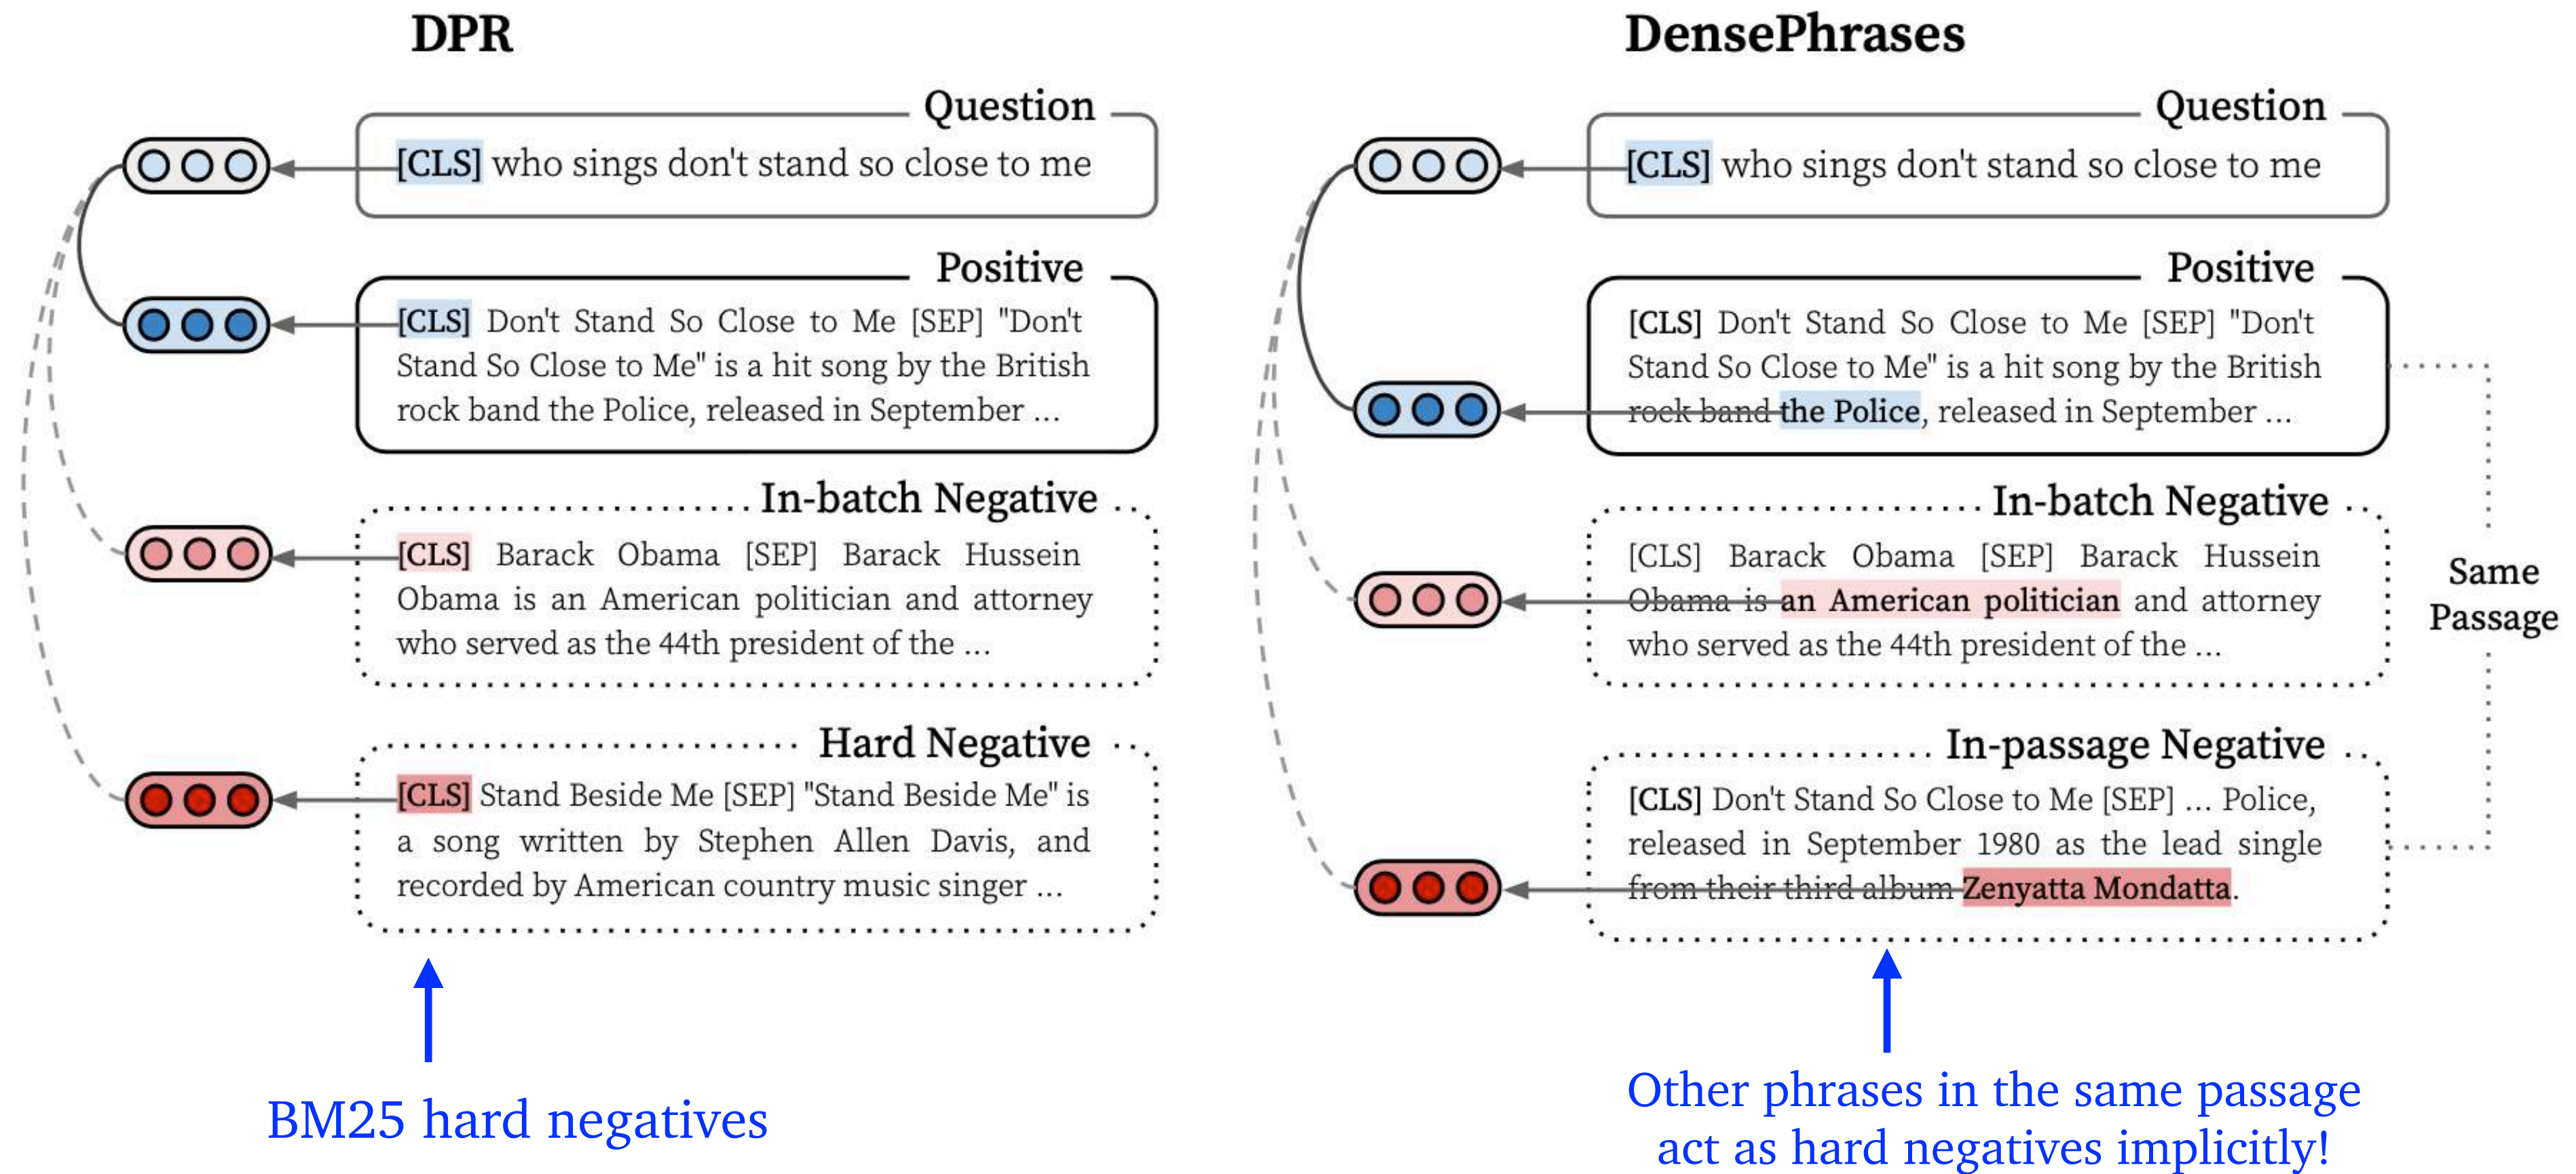 DPR
Question
[CLS] who sings don't stand so close to me
Positive
[CLS] Don't Stand So Close to Me [SEP] "Don't
Stand So Close to Me" is a hit song by the British
rock band the Police, released in September ...
In-batch Negative
[CLS] Barack Obama [SEP] Barack Hussein
Obama is an American politician and attorney
who served as the 44th president of the ...
Hard Negative
[CLS] Stand Beside Me [SEP] "Stand Beside Me" is
a song written by Stephen Allen Davis, and
recorded by American country music singer ...
BM25 hard negatives
DensePhrases
Question
[CLS] who sings don't stand so close to me
Positive
[CLS] Don't Stand So Close to Me [SEP] "Don't
Stand So Close to Me" is a hit song by the British
rock band the Police, released in September ...
In-batch Negative
[CLS] Barack Obama [SEP] Barack Hussein
Obama is an American politician and attorney
who served as the 44th president of the ...
In-passage Negative
[CLS] Don't Stand So Close to Me [SEP] ... Police,
released in September 1980 as the lead single
from their third album Zenyatta Mondatta.
Same
Passage
Other phrases in the same passage
act as hard negatives implicitly!